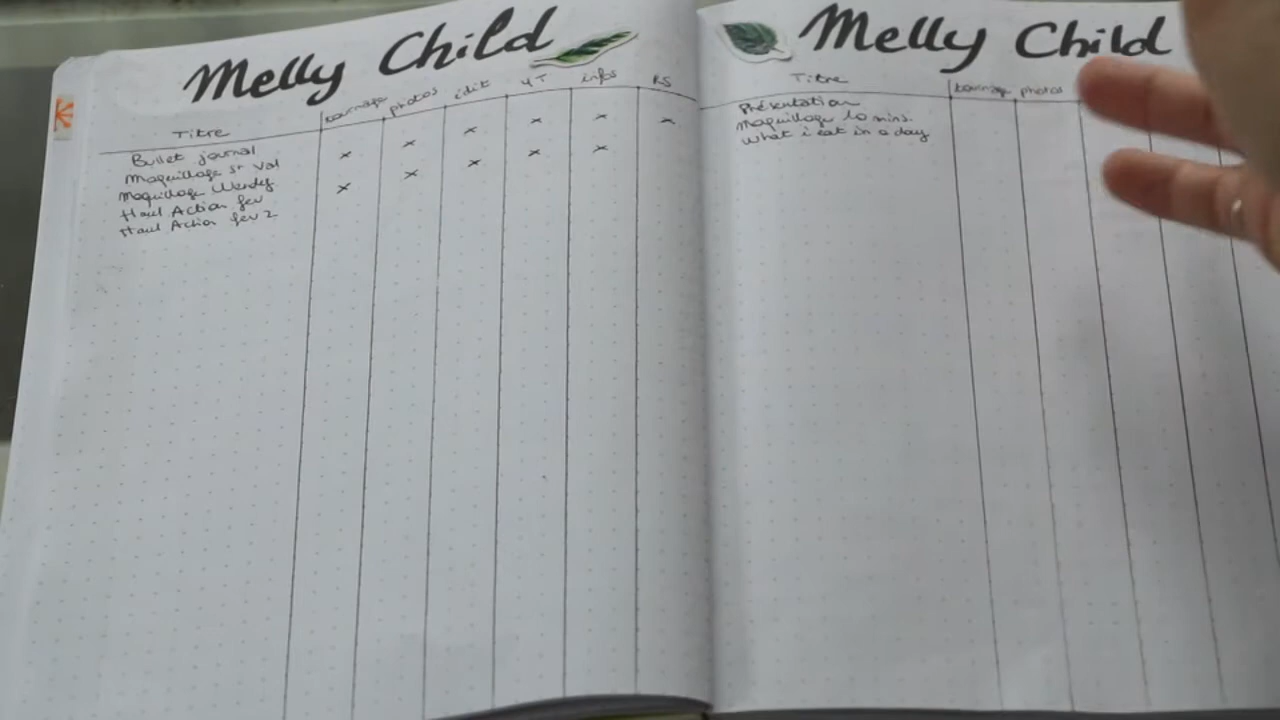 Melly Child
Titre tournage photos édit YT infos RS
Bullet journal x x x x x x
Maquillage St Val x x x x x
Maquillage Wendy x
Haul Action fev
Haul Action fev 2
Melly Child
Titre tournage photos
Présentation
Maquillage 10 mins.
What i eat in a day